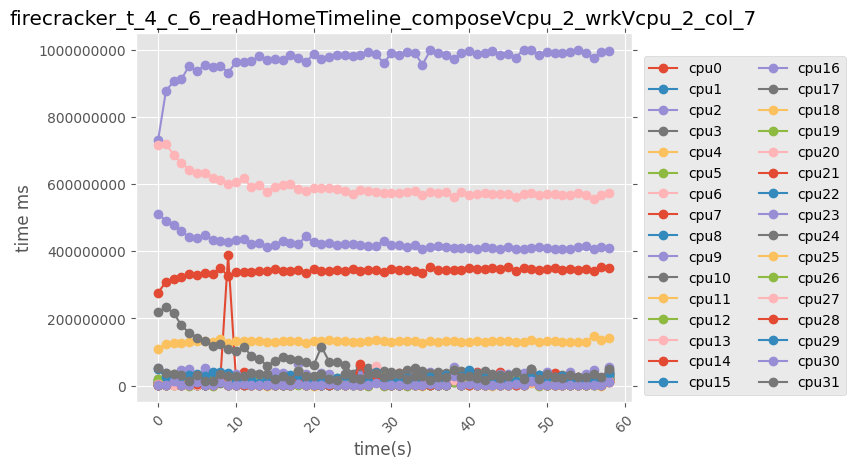 firecracker_t_4_c_6_readHomeTimeline_composeVcpu_2_wrkVcpu_2_col_7
1000000000
800000000
600000000
400000000
200000000
0
time ms
0 10 20 30 40 50 60
time(s)
cpu0 cpu16
cpu1 cpu17
cpu2 cpu18
cpu3 cpu19
cpu4 cpu20
cpu5 cpu21
cpu6 cpu22
cpu7 cpu23
cpu8 cpu24
cpu9 cpu25
cpu10 cpu26
cpu11 cpu27
cpu12 cpu28
cpu13 cpu29
cpu14 cpu30
cpu15 cpu31